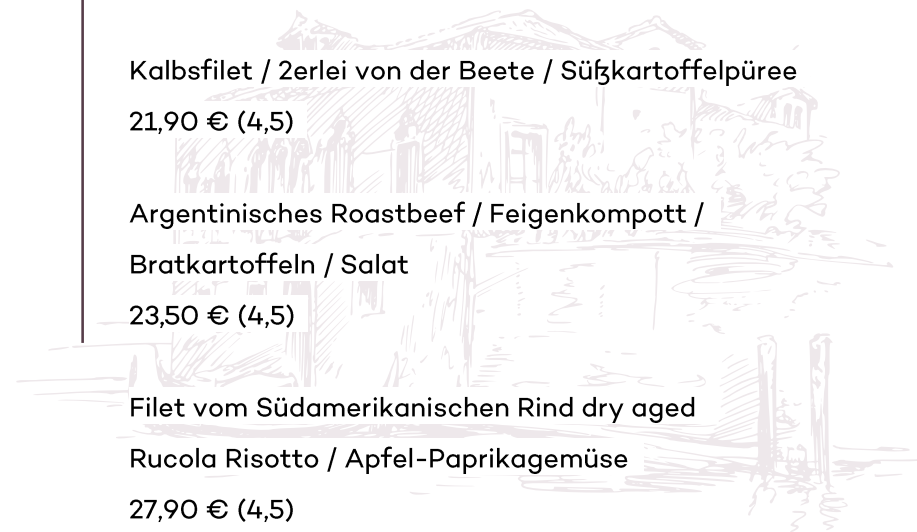 Kalbsfilet / 2erlei von der Beete / Süßkartoffelpüree
21,90 € (4,5)
Argentinisches Roastbeef / Feigenkompott /
Bratkartoffeln / Salat
23,50 € (4,5)
Filet vom Südamerikanischen Rind dry aged
Rucola Risotto / Apfel-Paprikagemüse
27,90 € (4,5)